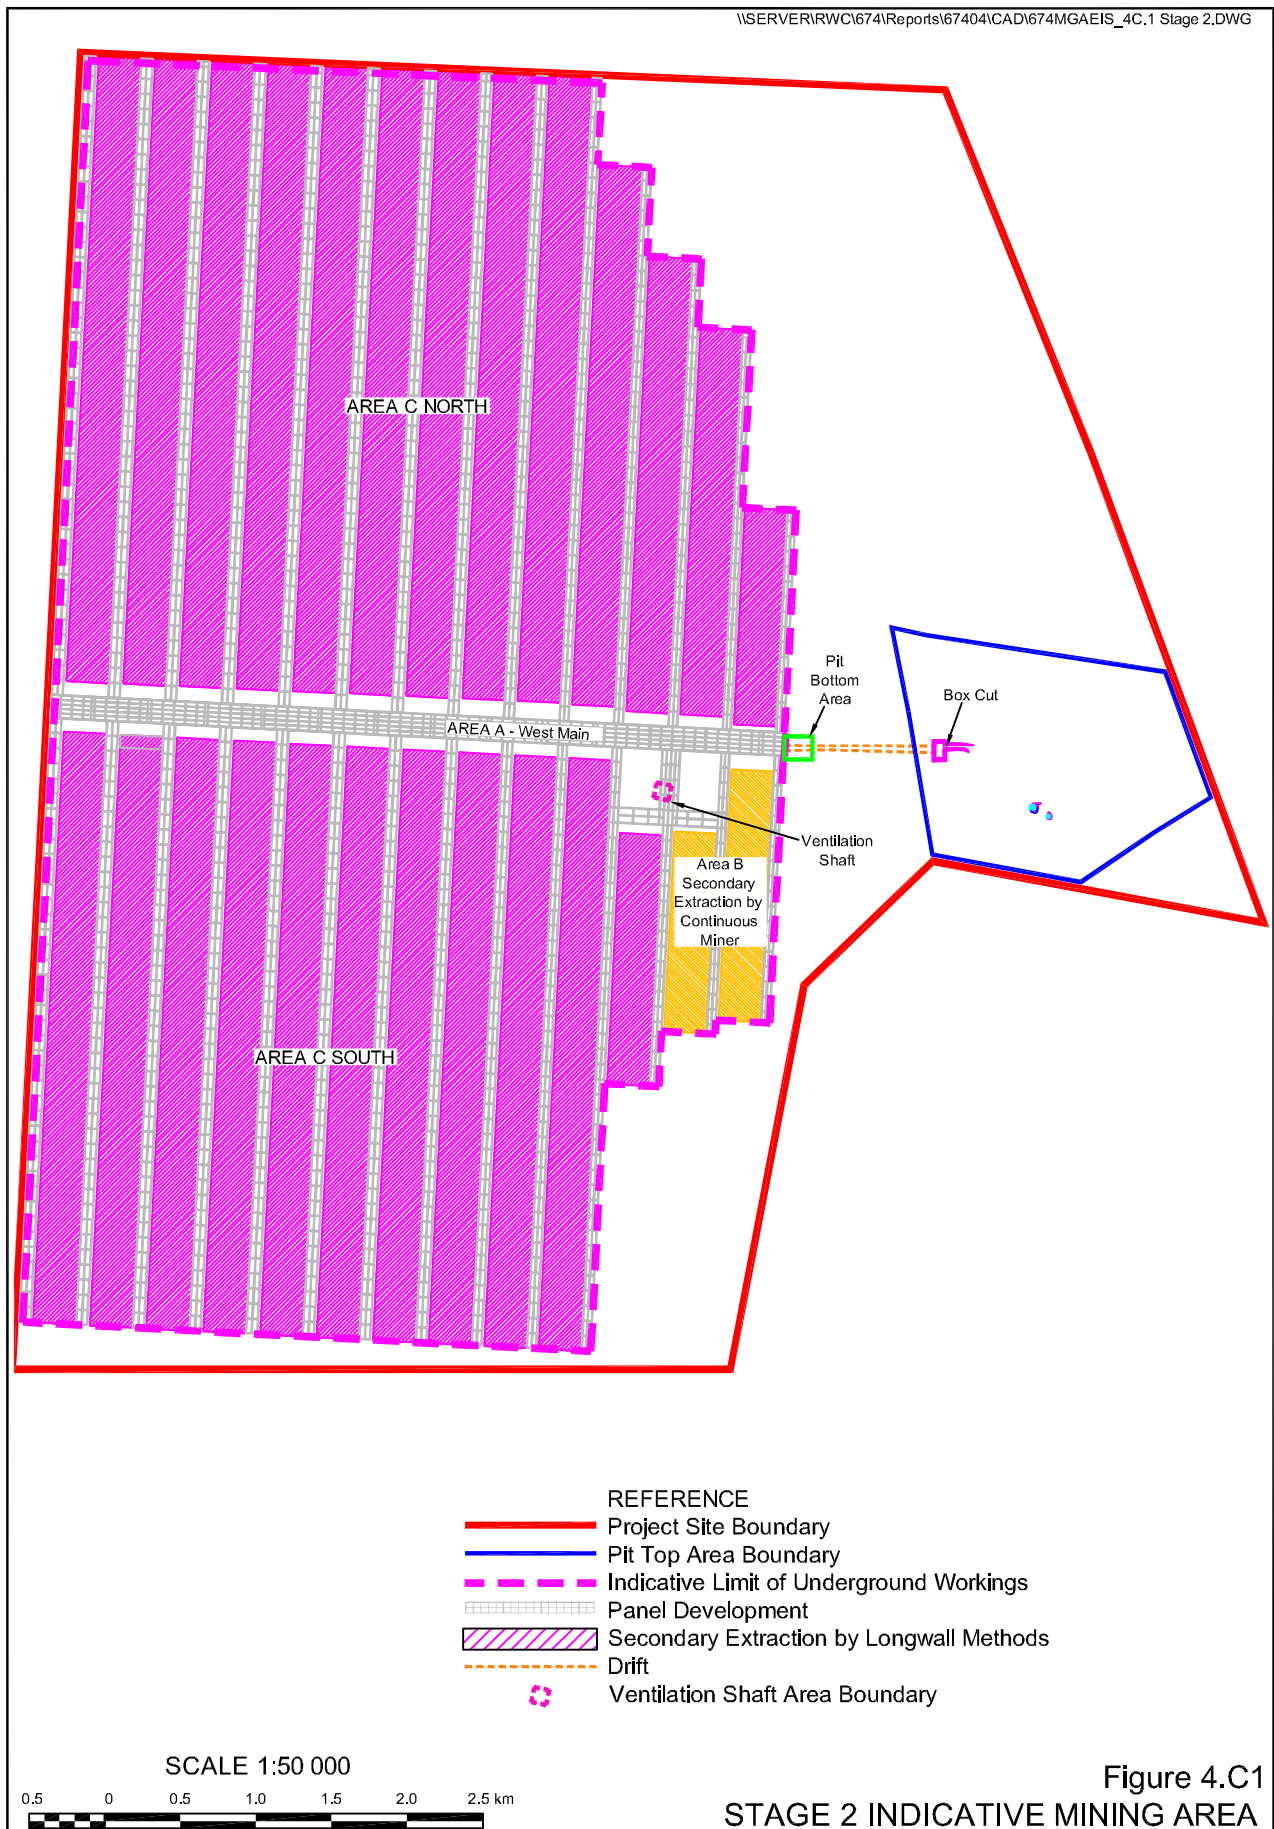 \\SERVER\RWC\674\Reports\67404\CAD\674MGAEIS_4C.1 Stage 2.DWG
AREA C NORTH
Pit
Bottom
Area
Box Cut
AREA A - West Main
Ventilation
Shaft
Area B
Secondary
Extraction by
Continuous
Miner
AREA C SOUTH
REFERENCE
Project Site Boundary
Pit Top Area Boundary
Indicative Limit of Underground Workings
Panel Development
Secondary Extraction by Longwall Methods
Drift
Ventilation Shaft Area Boundary
SCALE 1:50 000
0.5 0 0.5 1.0 1.5 2.0 2.5 km
Figure 4.C1
STAGE 2 INDICATIVE MINING AREA